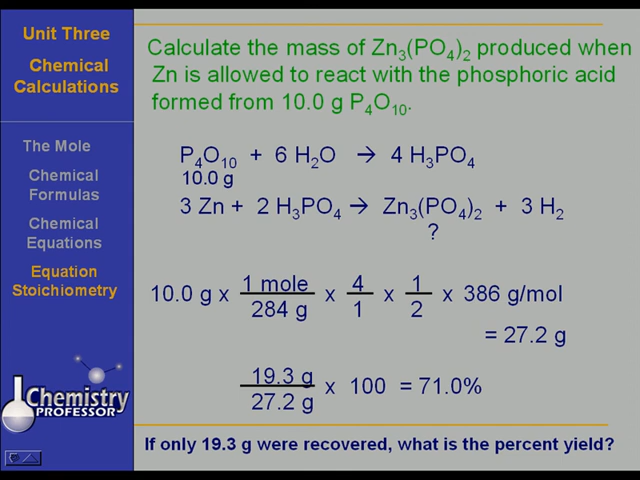 Unit Three
Chemical
Calculations
The Mole
Chemical
Formulas
Chemical
Equations
Equation
Stoichiometry
Chemistry
PROFESSOR
Calculate the mass of Zn₃(PO₄)₂ produced when
Zn is allowed to react with the phosphoric acid
formed from 10.0 g P₄O₁₀.
P₄O₁₀ + 6 H₂O → 4 H₃PO₄
10.0 g
3 Zn + 2 H₃PO₄ → Zn₃(PO₄)₂ + 3 H₂
?
10.0 g x 1 mole/284 g x 4/1 x 1/2 x 386 g/mol
= 27.2 g
19.3 g/27.2 g x 100 = 71.0%
If only 19.3 g were recovered, what is the percent yield?